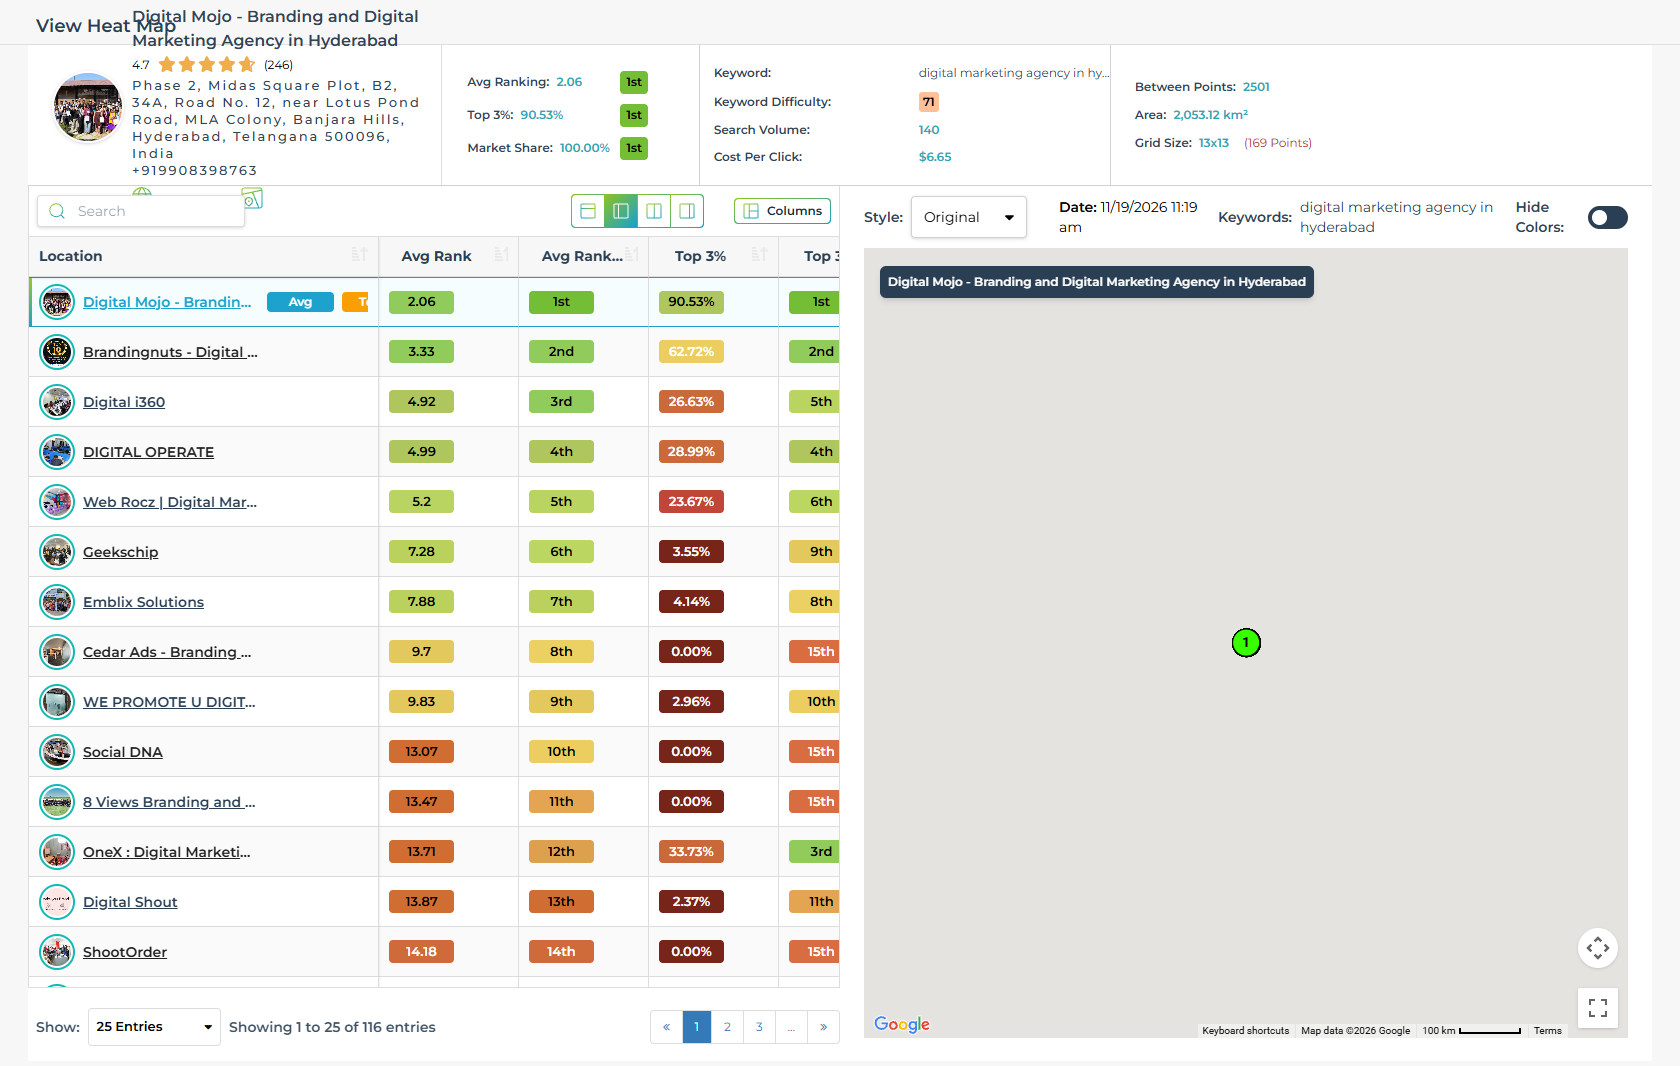 View Heat Map
Digital Mojo - Branding and Digital
Marketing Agency in Hyderabad
4.7 (246)
Phase 2, Midas Square Plot, B2,
34A, Road No. 12, near Lotus Pond
Road, MLA Colony, Banjara Hills,
Hyderabad, Telangana 500096,
India
+919908398763
Avg Ranking: 2.06 1st
Top 3%: 90.53% 1st
Market Share: 100.00% 1st
Keyword: digital marketing agency in hy...
Keyword Difficulty: 71
Search Volume: 140
Cost Per Click: $6.65
Between Points: 2501
Area: 2,053.12 km²
Grid Size: 13x13 (169 Points)
Search
Columns
Style: Original
Date: 11/19/2026 11:19
am
Keywords: digital marketing agency in
hyderabad
Hide
Colors:
Location Avg Rank Avg Rank... Top 3% Top 3
Digital Mojo - Brandin... Avg T 2.06 1st 90.53% 1st
Brandingnuts - Digital ... 3.33 2nd 62.72% 2nd
Digital i360 4.92 3rd 26.63% 5th
DIGITAL OPERATE 4.99 4th 28.99% 4th
Web Rocz | Digital Mar... 5.2 5th 23.67% 6th
Geekschip 7.28 6th 3.55% 9th
Emblix Solutions 7.88 7th 4.14% 8th
Cedar Ads - Branding ... 9.7 8th 0.00% 15th
WE PROMOTE U DIGIT... 9.83 9th 2.96% 10th
Social DNA 13.07 10th 0.00% 15th
8 Views Branding and ... 13.47 11th 0.00% 15th
OneX : Digital Marketi... 13.71 12th 33.73% 3rd
Digital Shout 13.87 13th 2.37% 11th
ShootOrder 14.18 14th 0.00% 15th
Show: 25 Entries Showing 1 to 25 of 116 entries
« 1 2 3 ... »
Digital Mojo - Branding and Digital Marketing Agency in Hyderabad
1
Google
Keyboard shortcuts Map data ©2026 Google 100 km Terms